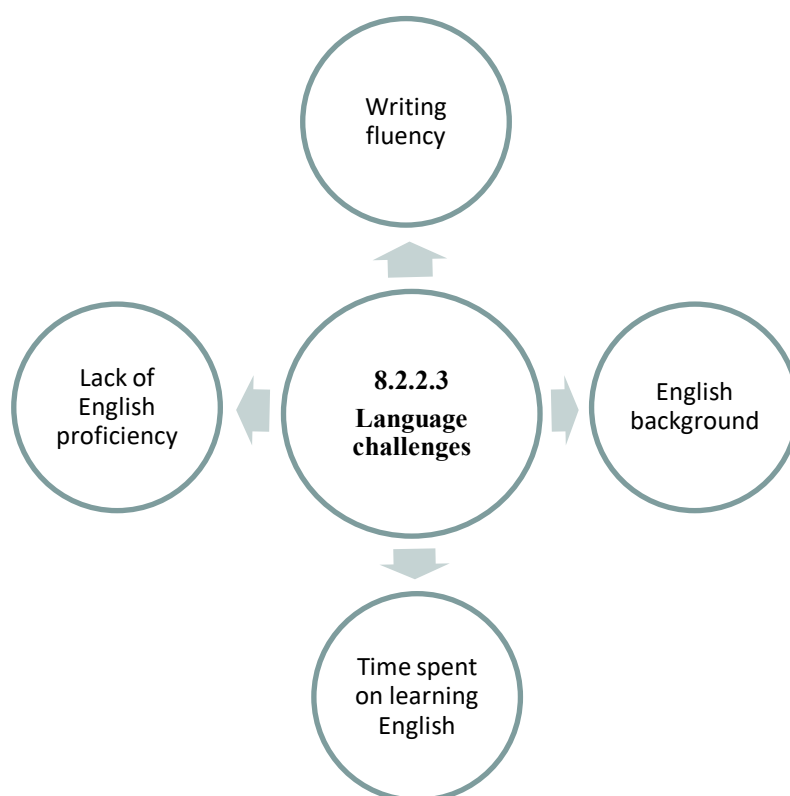 Writing
fluency
Lack of
English
proficiency
8.2.2.3
Language
challenges
English
background
Time spent
on learning
English